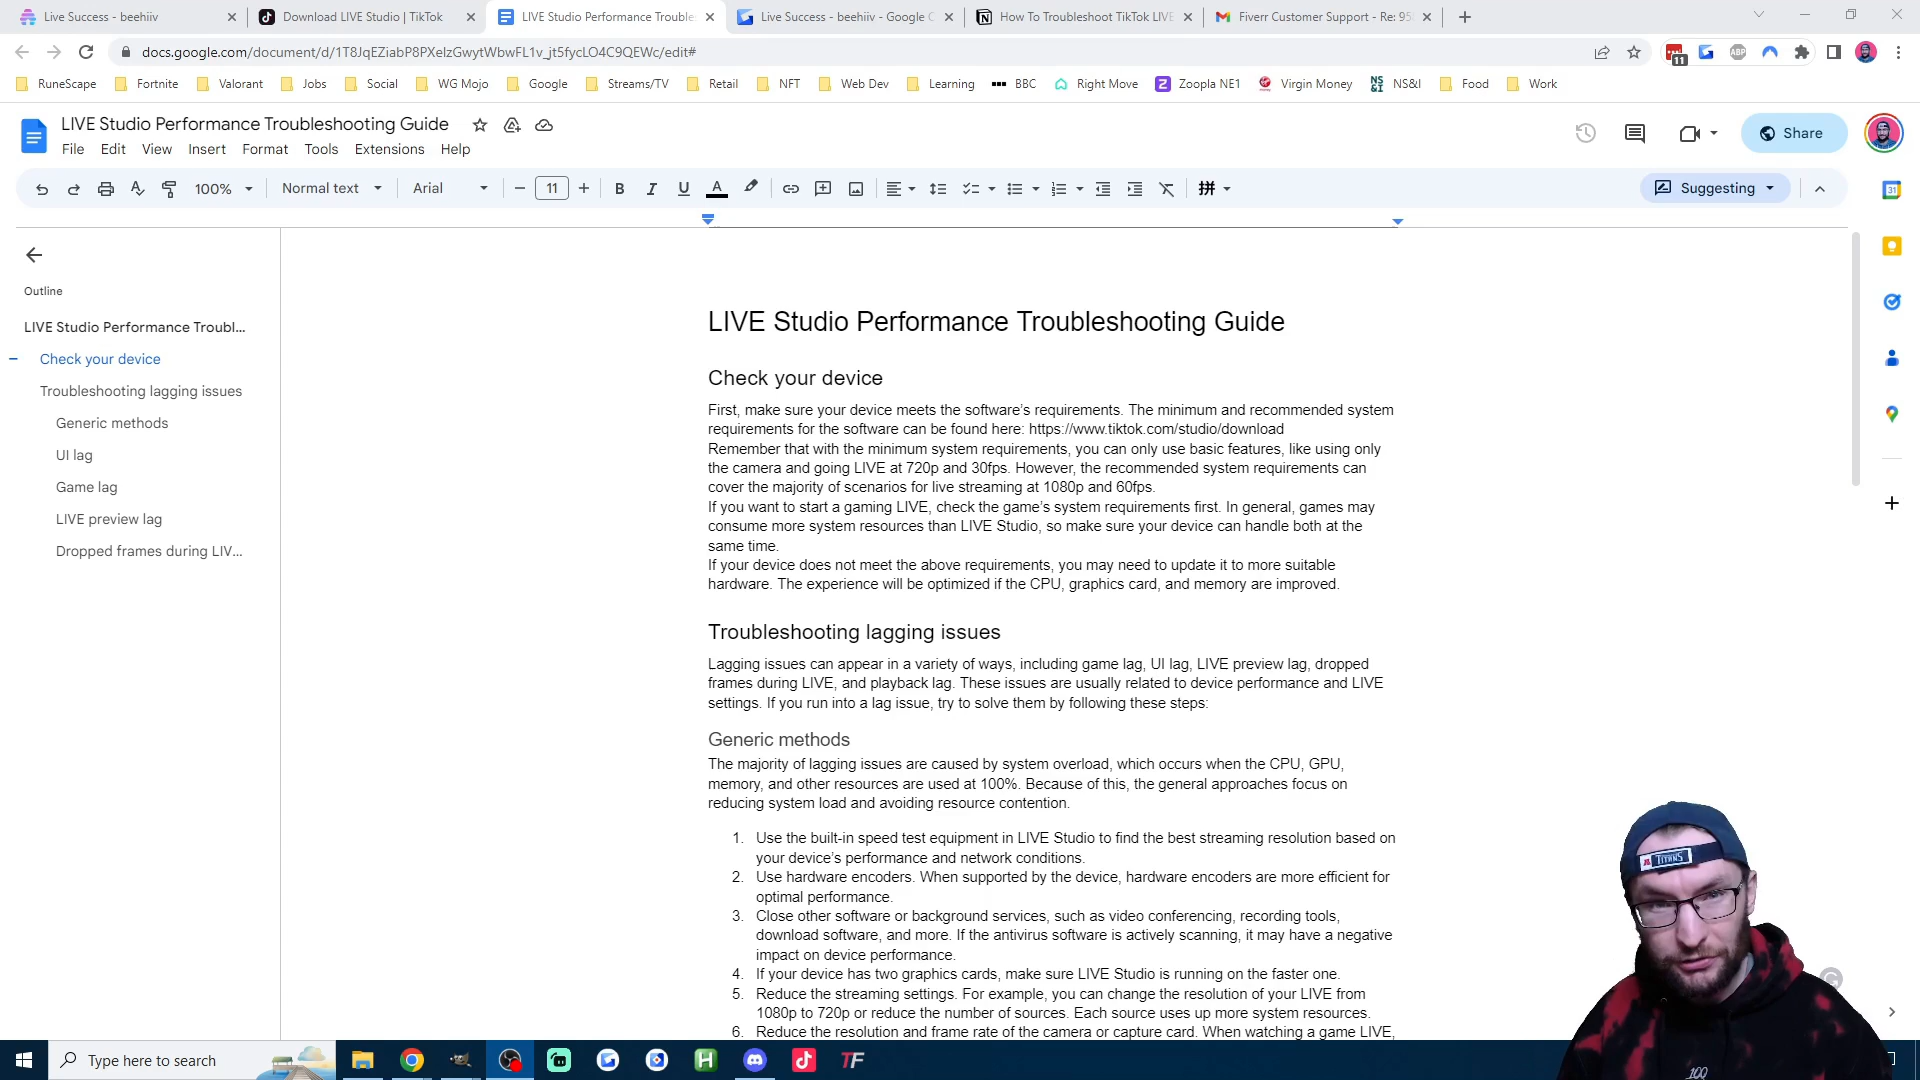 Live Success - beehiiv
Download LIVE Studio | TikTok
LIVE Studio Performance Trouble
Live Success - beehiiv - Google
How To Troubleshoot TikTok LIVE
Fiverr Customer Support - Re: 95
docs.google.com/document/d/1T8JqEZiabP8PXelzGwytWbwFL1v_jt5fycLO4C9QEWc/edit#
11
ABP
RuneScape
Fortnite
Valorant
Jobs
Social
WG Mojo
Google
Streams/TV
Retail
NFT
Web Dev
Learning
BBC
Right Move
Zoopla NE1
Virgin Money
NS&I
Food
Work
LIVE Studio Performance Troubleshooting Guide
File Edit View Insert Format Tools Extensions Help
Share
100%
Normal text
Arial
11
B I U A
Suggesting
31
Outline
LIVE Studio Performance Troubl...
Check your device
Troubleshooting lagging issues
Generic methods
UI lag
Game lag
LIVE preview lag
Dropped frames during LIV...
LIVE Studio Performance Troubleshooting Guide
Check your device
First, make sure your device meets the software's requirements. The minimum and recommended system
requirements for the software can be found here: https://www.tiktok.com/studio/download
Remember that with the minimum system requirements, you can only use basic features, like using only
the camera and going LIVE at 720p and 30fps. However, the recommended system requirements can
cover the majority of scenarios for live streaming at 1080p and 60fps.
If you want to start a gaming LIVE, check the game's system requirements first. In general, games may
consume more system resources than LIVE Studio, so make sure your device can handle both at the
same time.
If your device does not meet the above requirements, you may need to update it to more suitable
hardware. The experience will be optimized if the CPU, graphics card, and memory are improved.
Troubleshooting lagging issues
Lagging issues can appear in a variety of ways, including game lag, UI lag, LIVE preview lag, dropped
frames during LIVE, and playback lag. These issues are usually related to device performance and LIVE
settings. If you run into a lag issue, try to solve them by following these steps:
Generic methods
The majority of lagging issues are caused by system overload, which occurs when the CPU, GPU,
memory, and other resources are used at 100%. Because of this, the general approaches focus on
reducing system load and avoiding resource contention.
1. Use the built-in speed test equipment in LIVE Studio to find the best streaming resolution based on
your device's performance and network conditions.
2. Use hardware encoders. When supported by the device, hardware encoders are more efficient for
optimal performance.
3. Close other software or background services, such as video conferencing, recording tools,
download software, and more. If the antivirus software is actively scanning, it may have a negative
impact on device performance.
4. If your device has two graphics cards, make sure LIVE Studio is running on the faster one.
5. Reduce the streaming settings. For example, you can change the resolution of your LIVE from
1080p to 720p or reduce the number of sources. Each source uses up more system resources.
6. Reduce the resolution and frame rate of the camera or capture card. When watching a game LIVE,
TITANS
100
Type here to search
H
TF